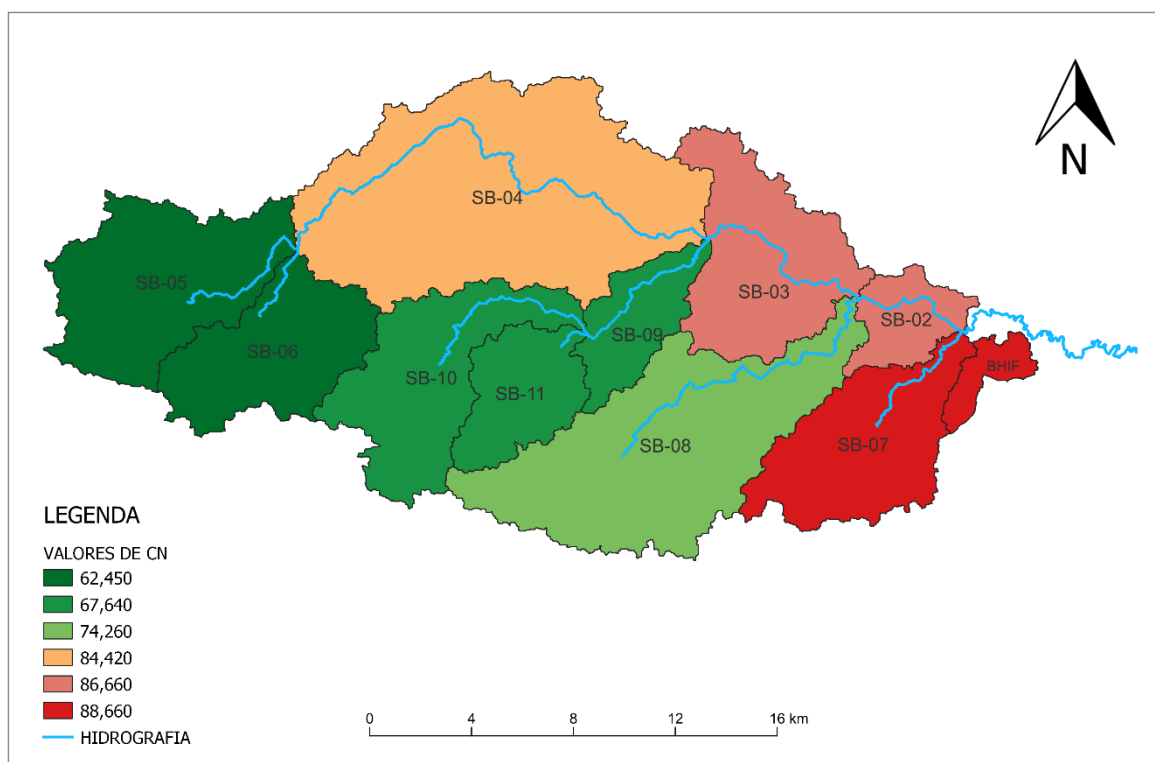 N
SB-04
SB-05
SB-03
SB-02
SB-06
SB-09
BHIF
SB-10
SB-11
SB-08
SB-07
LEGENDA
VALORES DE CN
62,450
67,640
74,260
84,420
86,660
88,660
HIDROGRAFIA
0 4 8 12 16 km